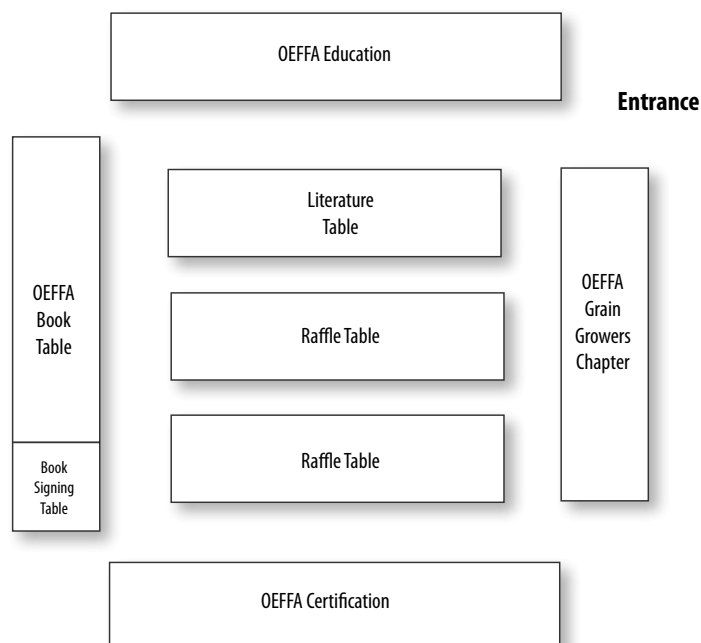 OEFFA Education
Entrance
Literature
Table
OEFFA
Book
Table
OEFFA
Grain
Growers
Chapter
Raffle Table
Raffle Table
Book
Signing
Table
OEFFA Certification